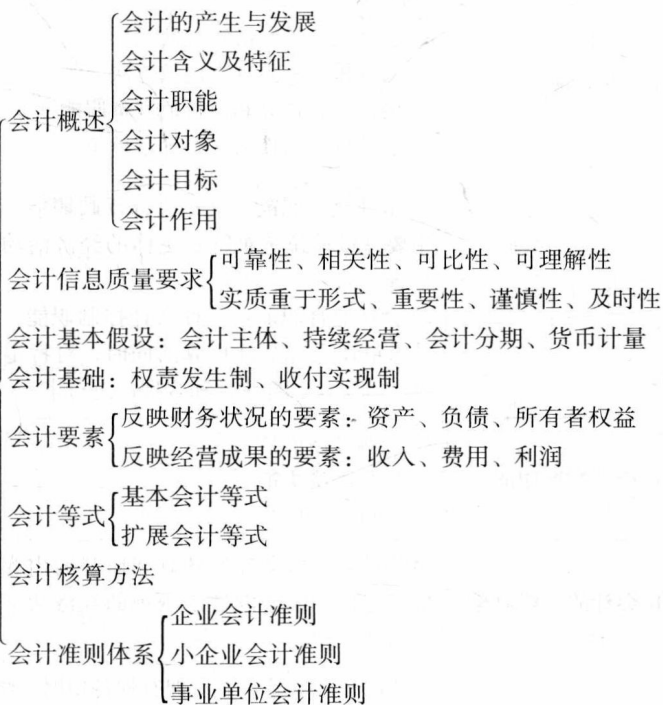 会计的产生与发展
会计含义及特征
会计职能
会计概述
会计对象
会计目标
会计作用
会计信息质量要求
可靠性、相关性、可比性、可理解性
实质重于形式、重要性、谨慎性、及时性
会计基本假设：会计主体、持续经营、会计分期、货币计量
会计基础：权责发生制、收付实现制
会计要素
反映财务状况的要素：资产、负债、所有者权益
反映经营成果的要素：收入、费用、利润
会计等式
基本会计等式
扩展会计等式
会计核算方法
会计准则体系
企业会计准则
小企业会计准则
事业单位会计准则